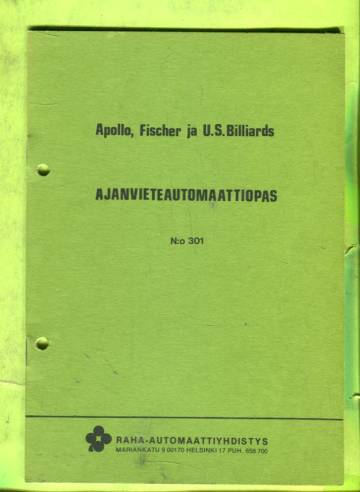 Apollo, Fischer ja U.S. Billiards
AJANVIETEAUTOMAATTIOPAS
N:o 301
RAHA-AUTOMAATTIYHDISTYS
MARIANKATU 9 00170 HELSINKI 17 PUH. 658 700